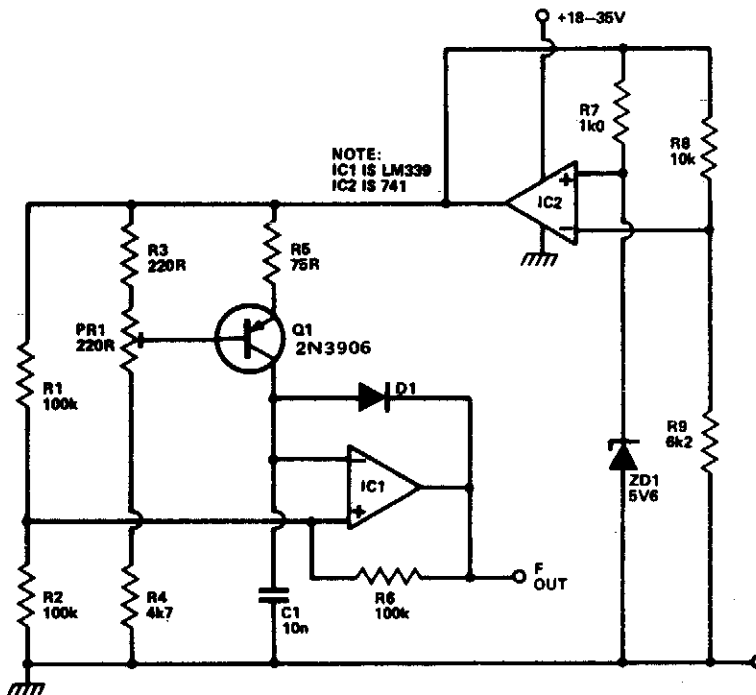 +18–35V
R7
1k0
R8
10k
NOTE:
IC1 IS LM339
IC2 IS 741
+
IC2
−
R3
220R
R5
75R
PR1
220R
Q1
2N3906
R1
100k
D1
R9
6k2
−
IC1
+
ZD1
5V6
F
OUT
R2
100k
R4
4k7
C1
10n
R6
100k